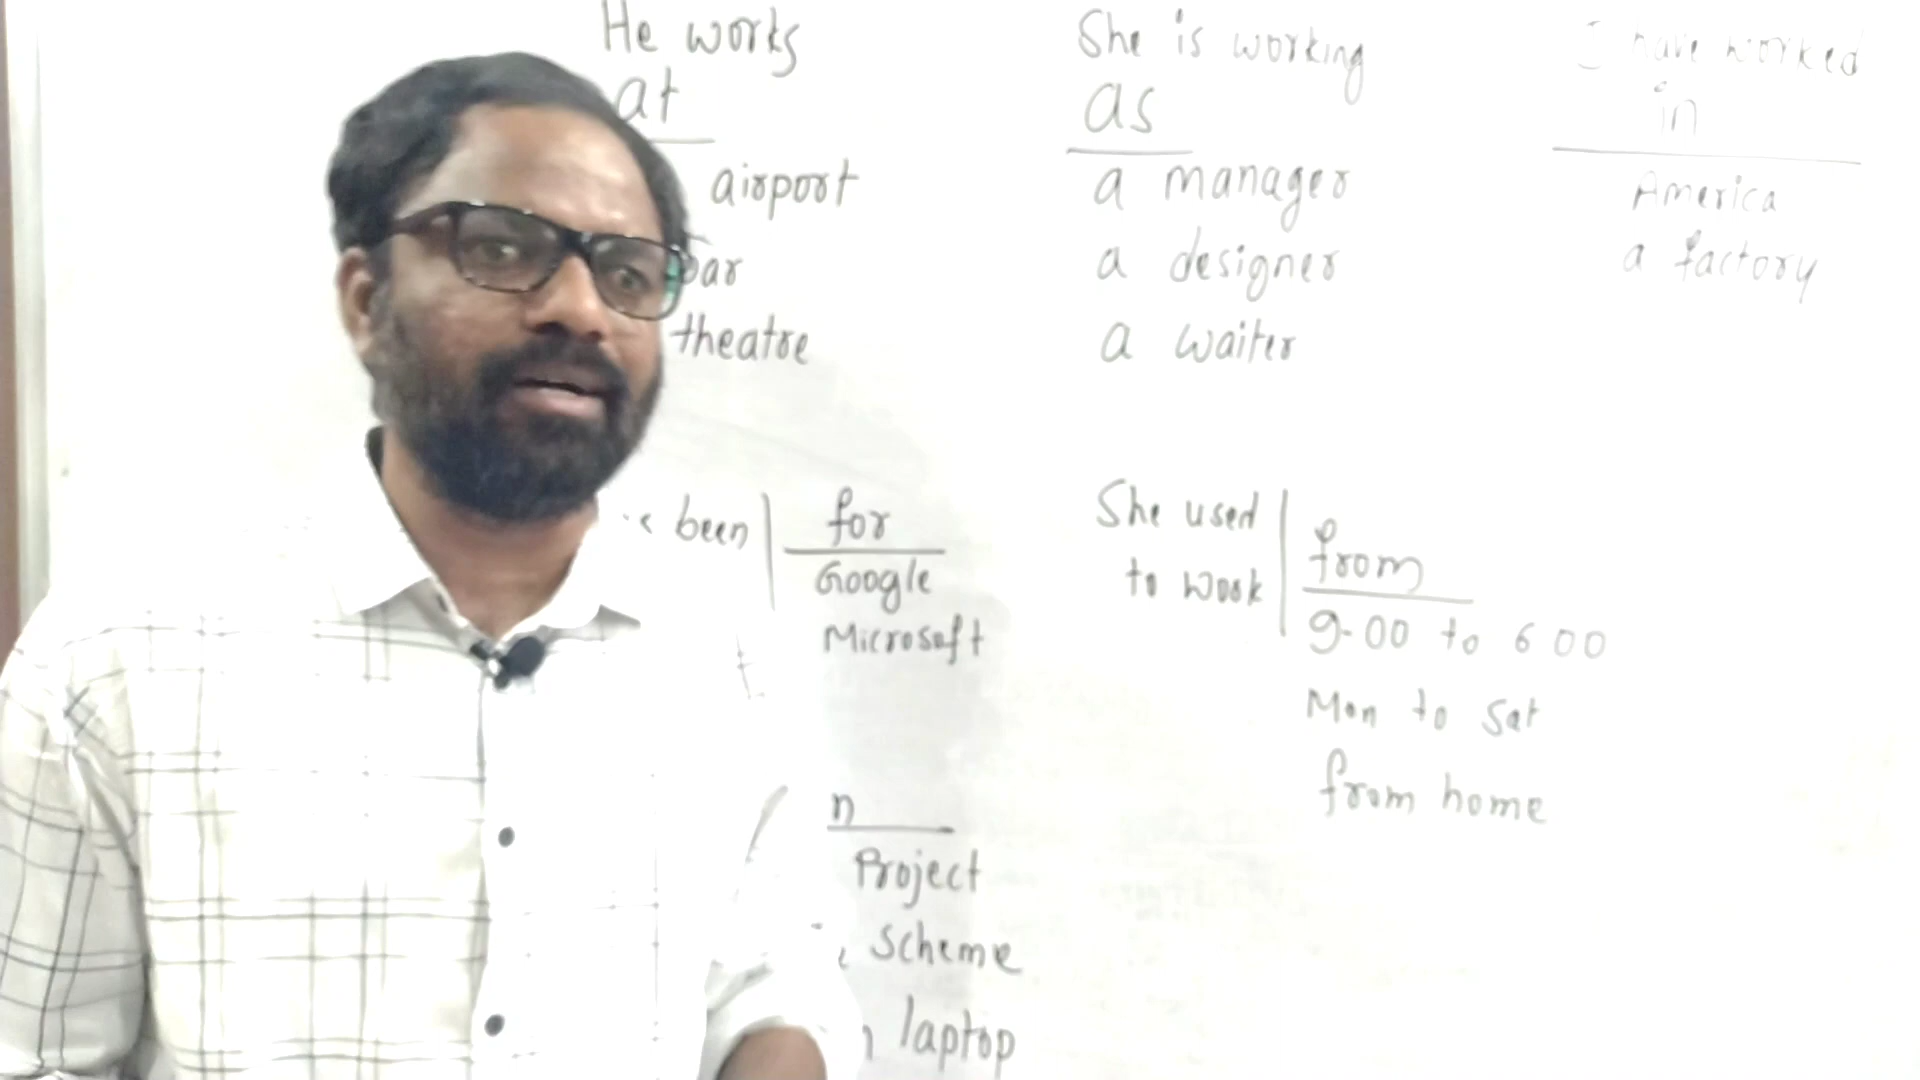 He works
at
airport
bar
theatre
She is working
as
a manager
a designer
a waiter
I have worked
in
America
a factory
been
for
Google
Microsoft
She used
to work
from
9-00 to 6 00
Mon to Sat
from home
n
Project
Scheme
laptop